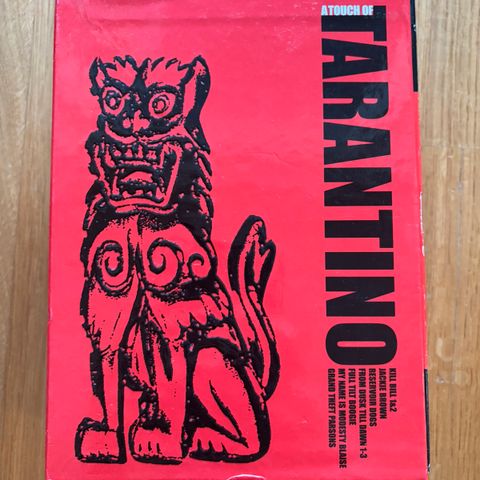 A TOUCH OF
TARANTINO
KILL BILL 1&2
JACKIE BROWN
RESERVOIR DOGS
FROM DUSK TILL DAWN 1-3
FULL TILT BOOGIE
MY NAME IS MODESTY BLAISE
GRAND THEFT PARSONS